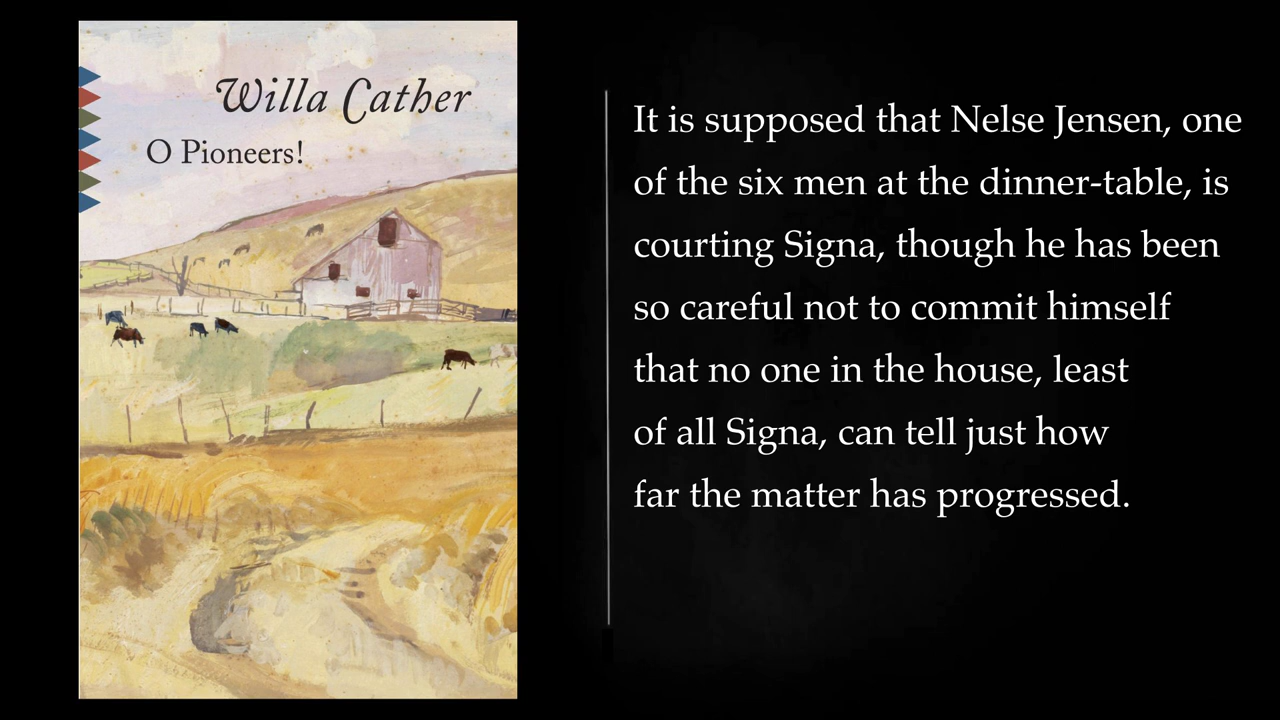 Willa Cather
O Pioneers!
It is supposed that Nelse Jensen, one
of the six men at the dinner-table, is
courting Signa, though he has been
so careful not to commit himself
that no one in the house, least
of all Signa, can tell just how
far the matter has progressed.